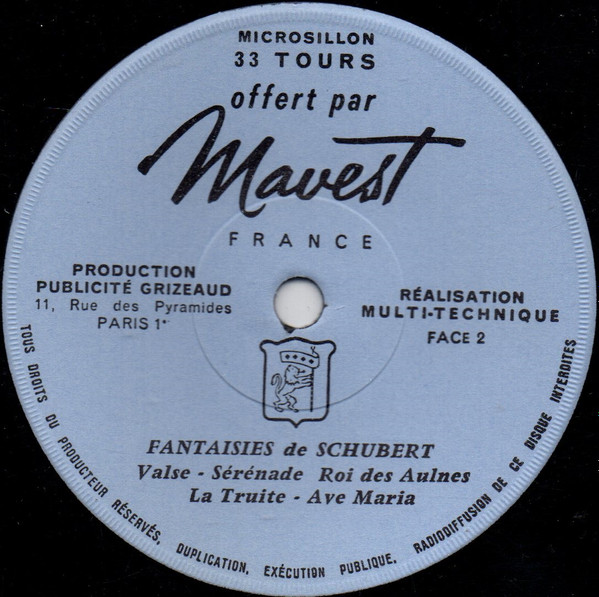 MICROSILLON
33 TOURS
offert par
Mavest
FRANCE
PRODUCTION
PUBLICITÉ GRIZEAUD
11, Rue des Pyramides
PARIS 1er
RÉALISATION
MULTI-TECHNIQUE
FACE 2
FANTAISIES de SCHUBERT
Valse - Sérénade Roi des Aulnes
La Truite - Ave Maria
TOUS DROITS DU PRODUCTEUR RÉSERVÉS, DUPLICATION, EXÉCUTION PUBLIQUE, RADIODIFFUSION DE CE DISQUE INTERDITES